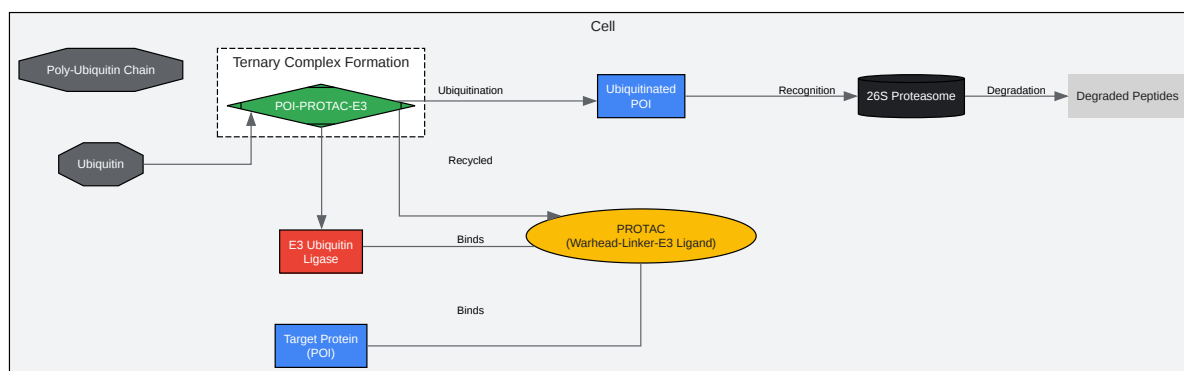 Cell
Poly-Ubiquitin Chain
Ternary Complex Formation
POI-PROTAC-E3
Ubiquitination
Ubiquitinated
POI
Recognition
26S Proteasome
Degradation
Degraded Peptides
Ubiquitin
Recycled
E3 Ubiquitin
Ligase
Binds
PROTAC
(Warhead-Linker-E3 Ligand)
Binds
Target Protein
(POI)